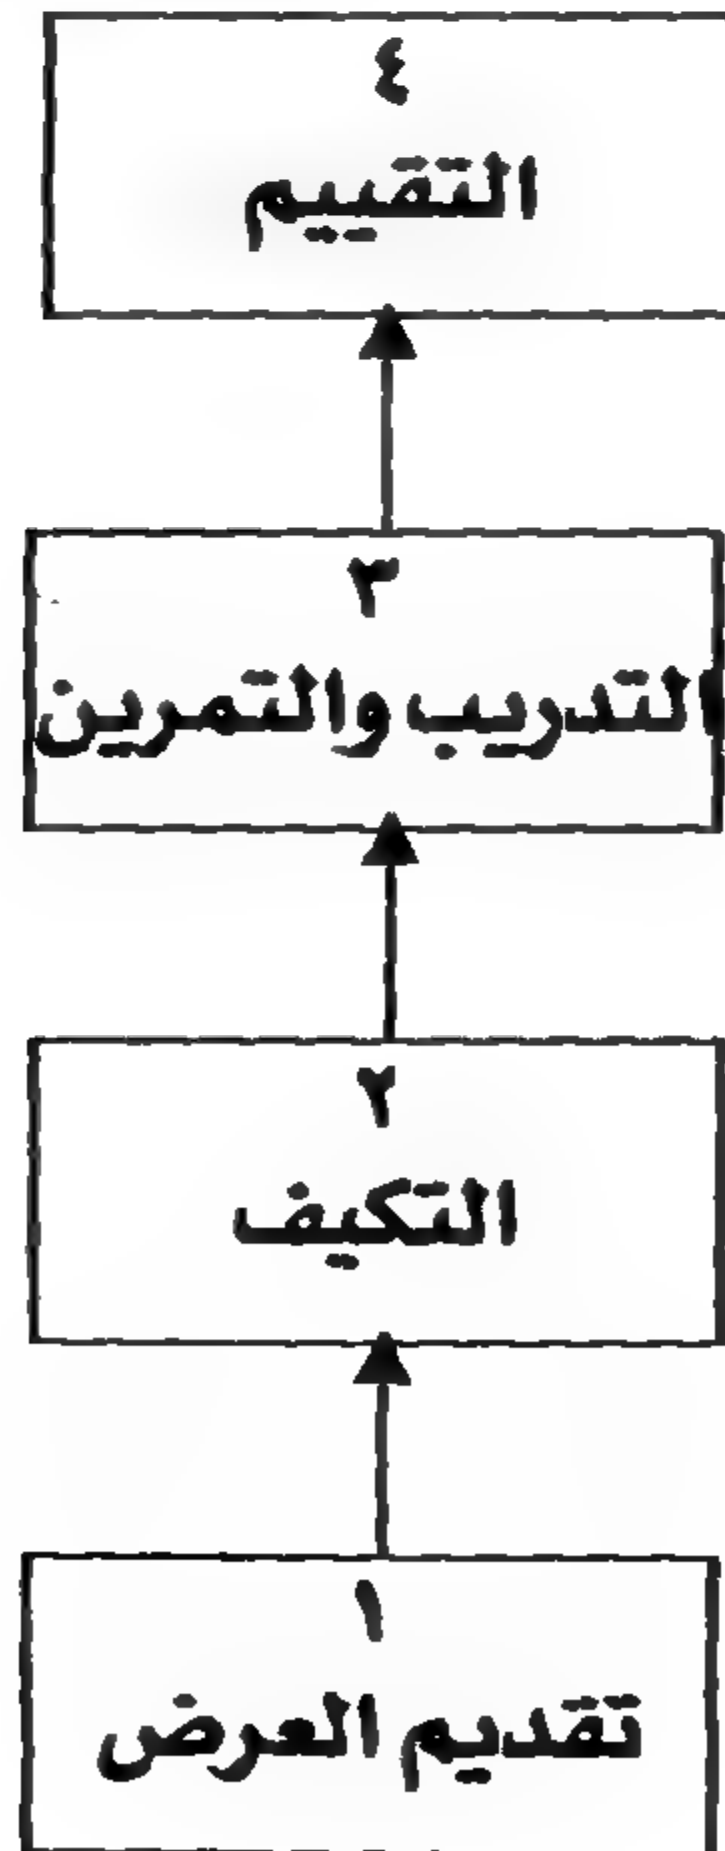 ٤
التقييم
٣
التدريب والتمرين
٢
التكيف
١
تقديم العرض